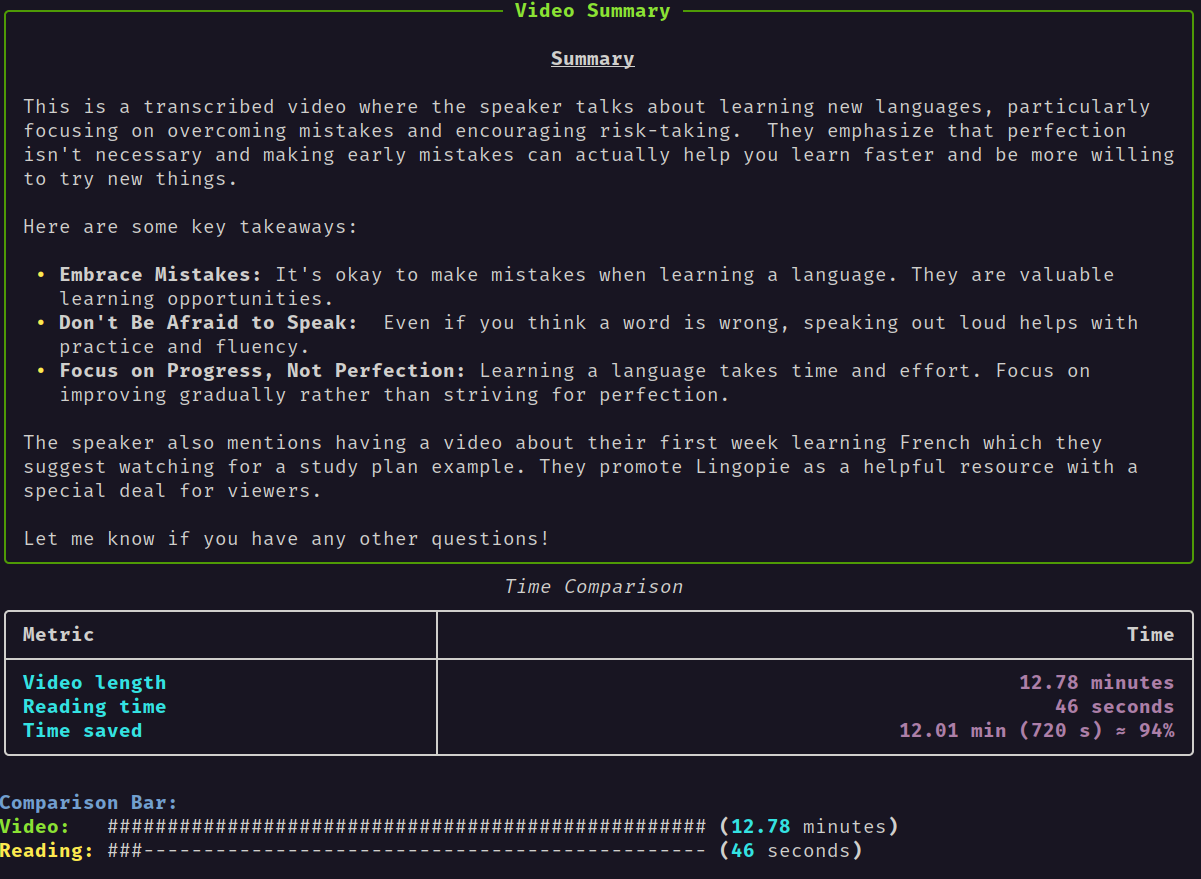 Video Summary
Summary
This is a transcribed video where the speaker talks about learning new languages, particularly
focusing on overcoming mistakes and encouraging risk-taking.  They emphasize that perfection
isn't necessary and making early mistakes can actually help you learn faster and be more willing
to try new things.
Here are some key takeaways:
• Embrace Mistakes: It's okay to make mistakes when learning a language. They are valuable
learning opportunities.
• Don't Be Afraid to Speak:  Even if you think a word is wrong, speaking out loud helps with
practice and fluency.
• Focus on Progress, Not Perfection: Learning a language takes time and effort. Focus on
improving gradually rather than striving for perfection.
The speaker also mentions having a video about their first week learning French which they
suggest watching for a study plan example. They promote Lingopie as a helpful resource with a
special deal for viewers.
Let me know if you have any other questions!
Time Comparison
Metric Time
Video length 12.78 minutes
Reading time 46 seconds
Time saved 12.01 min (720 s) ≈ 94%
Comparison Bar:
Video:   ################################################## (12.78 minutes)
Reading: ###----------------------------------------------- (46 seconds)